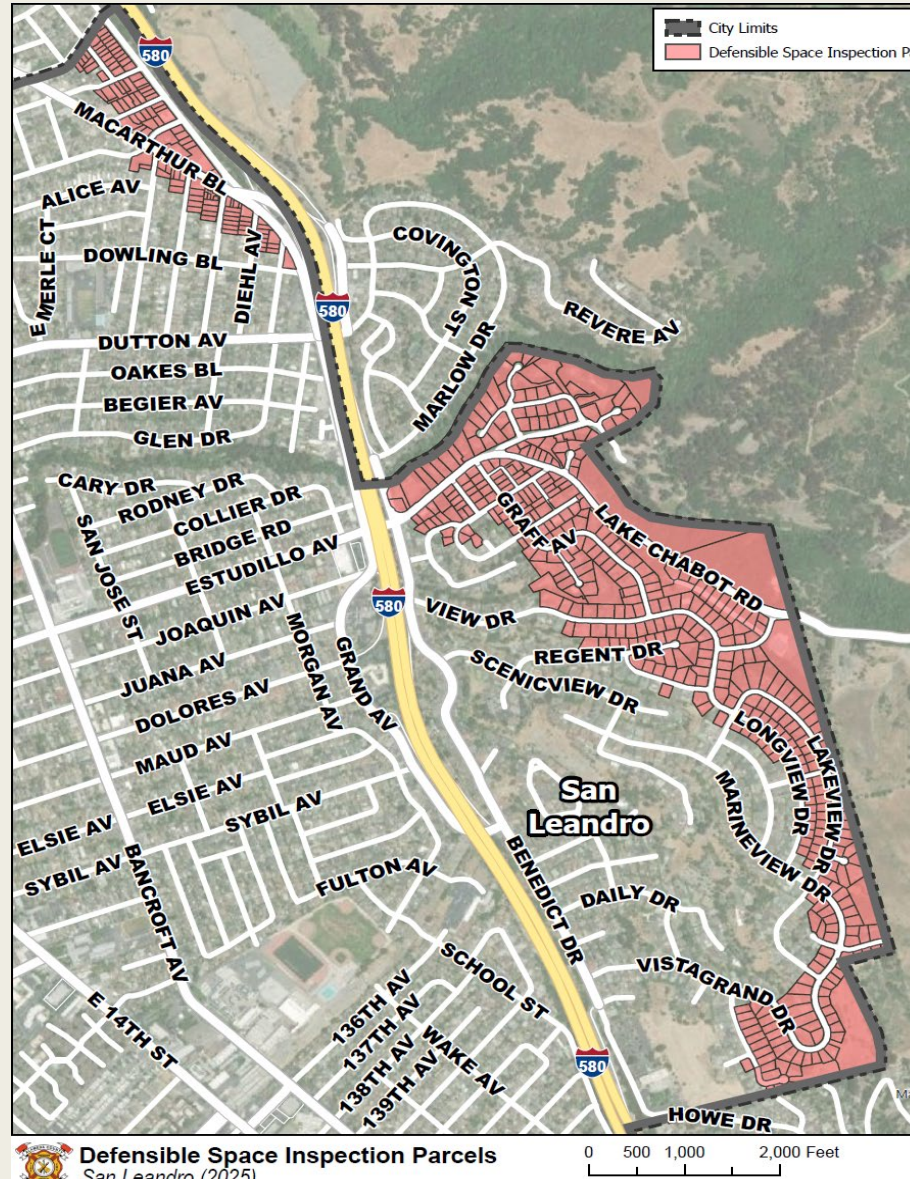 City Limits
Defensible Space Inspection P
580
MACARTHUR BL
ALICE AV
E MERLE CT
DOWLING BL
DIEHL AV
COVINGTON ST
REVERE AV
580
MARLOW DR
DUTTON AV
OAKES BL
BEGIER AV
GLEN DR
CARY DR
RODNEY DR
COLLIER DR
BRIDGE RD
ESTUDILLO AV
SAN JOSE ST
JOAQUIN AV
JUANA AV
DOLORES AV
MAUD AV
MORGAN AV
GRAND AV
580
GRAFF AV
LAKE CHABOT RD
VIEW DR
REGENT DR
SCENICVIEW DR
LONGVIEW DR
LAKEVIEW DR
MARINEVIEW DR
San
Leandro
ELSIE AV
ELSIE AV
SYBIL AV
SYBIL AV
BANCROFT AV
FULTON AV
BENEDICT DR
DAILY DR
VISTAGRAND DR
SCHOOL ST
E 14TH ST
136TH AV
137TH AV
138TH AV
139TH AV
WAKE AV
580
HOWE DR
Defensible Space Inspection Parcels
San Leandro (2025)
0 500 1,000 2,000 Feet